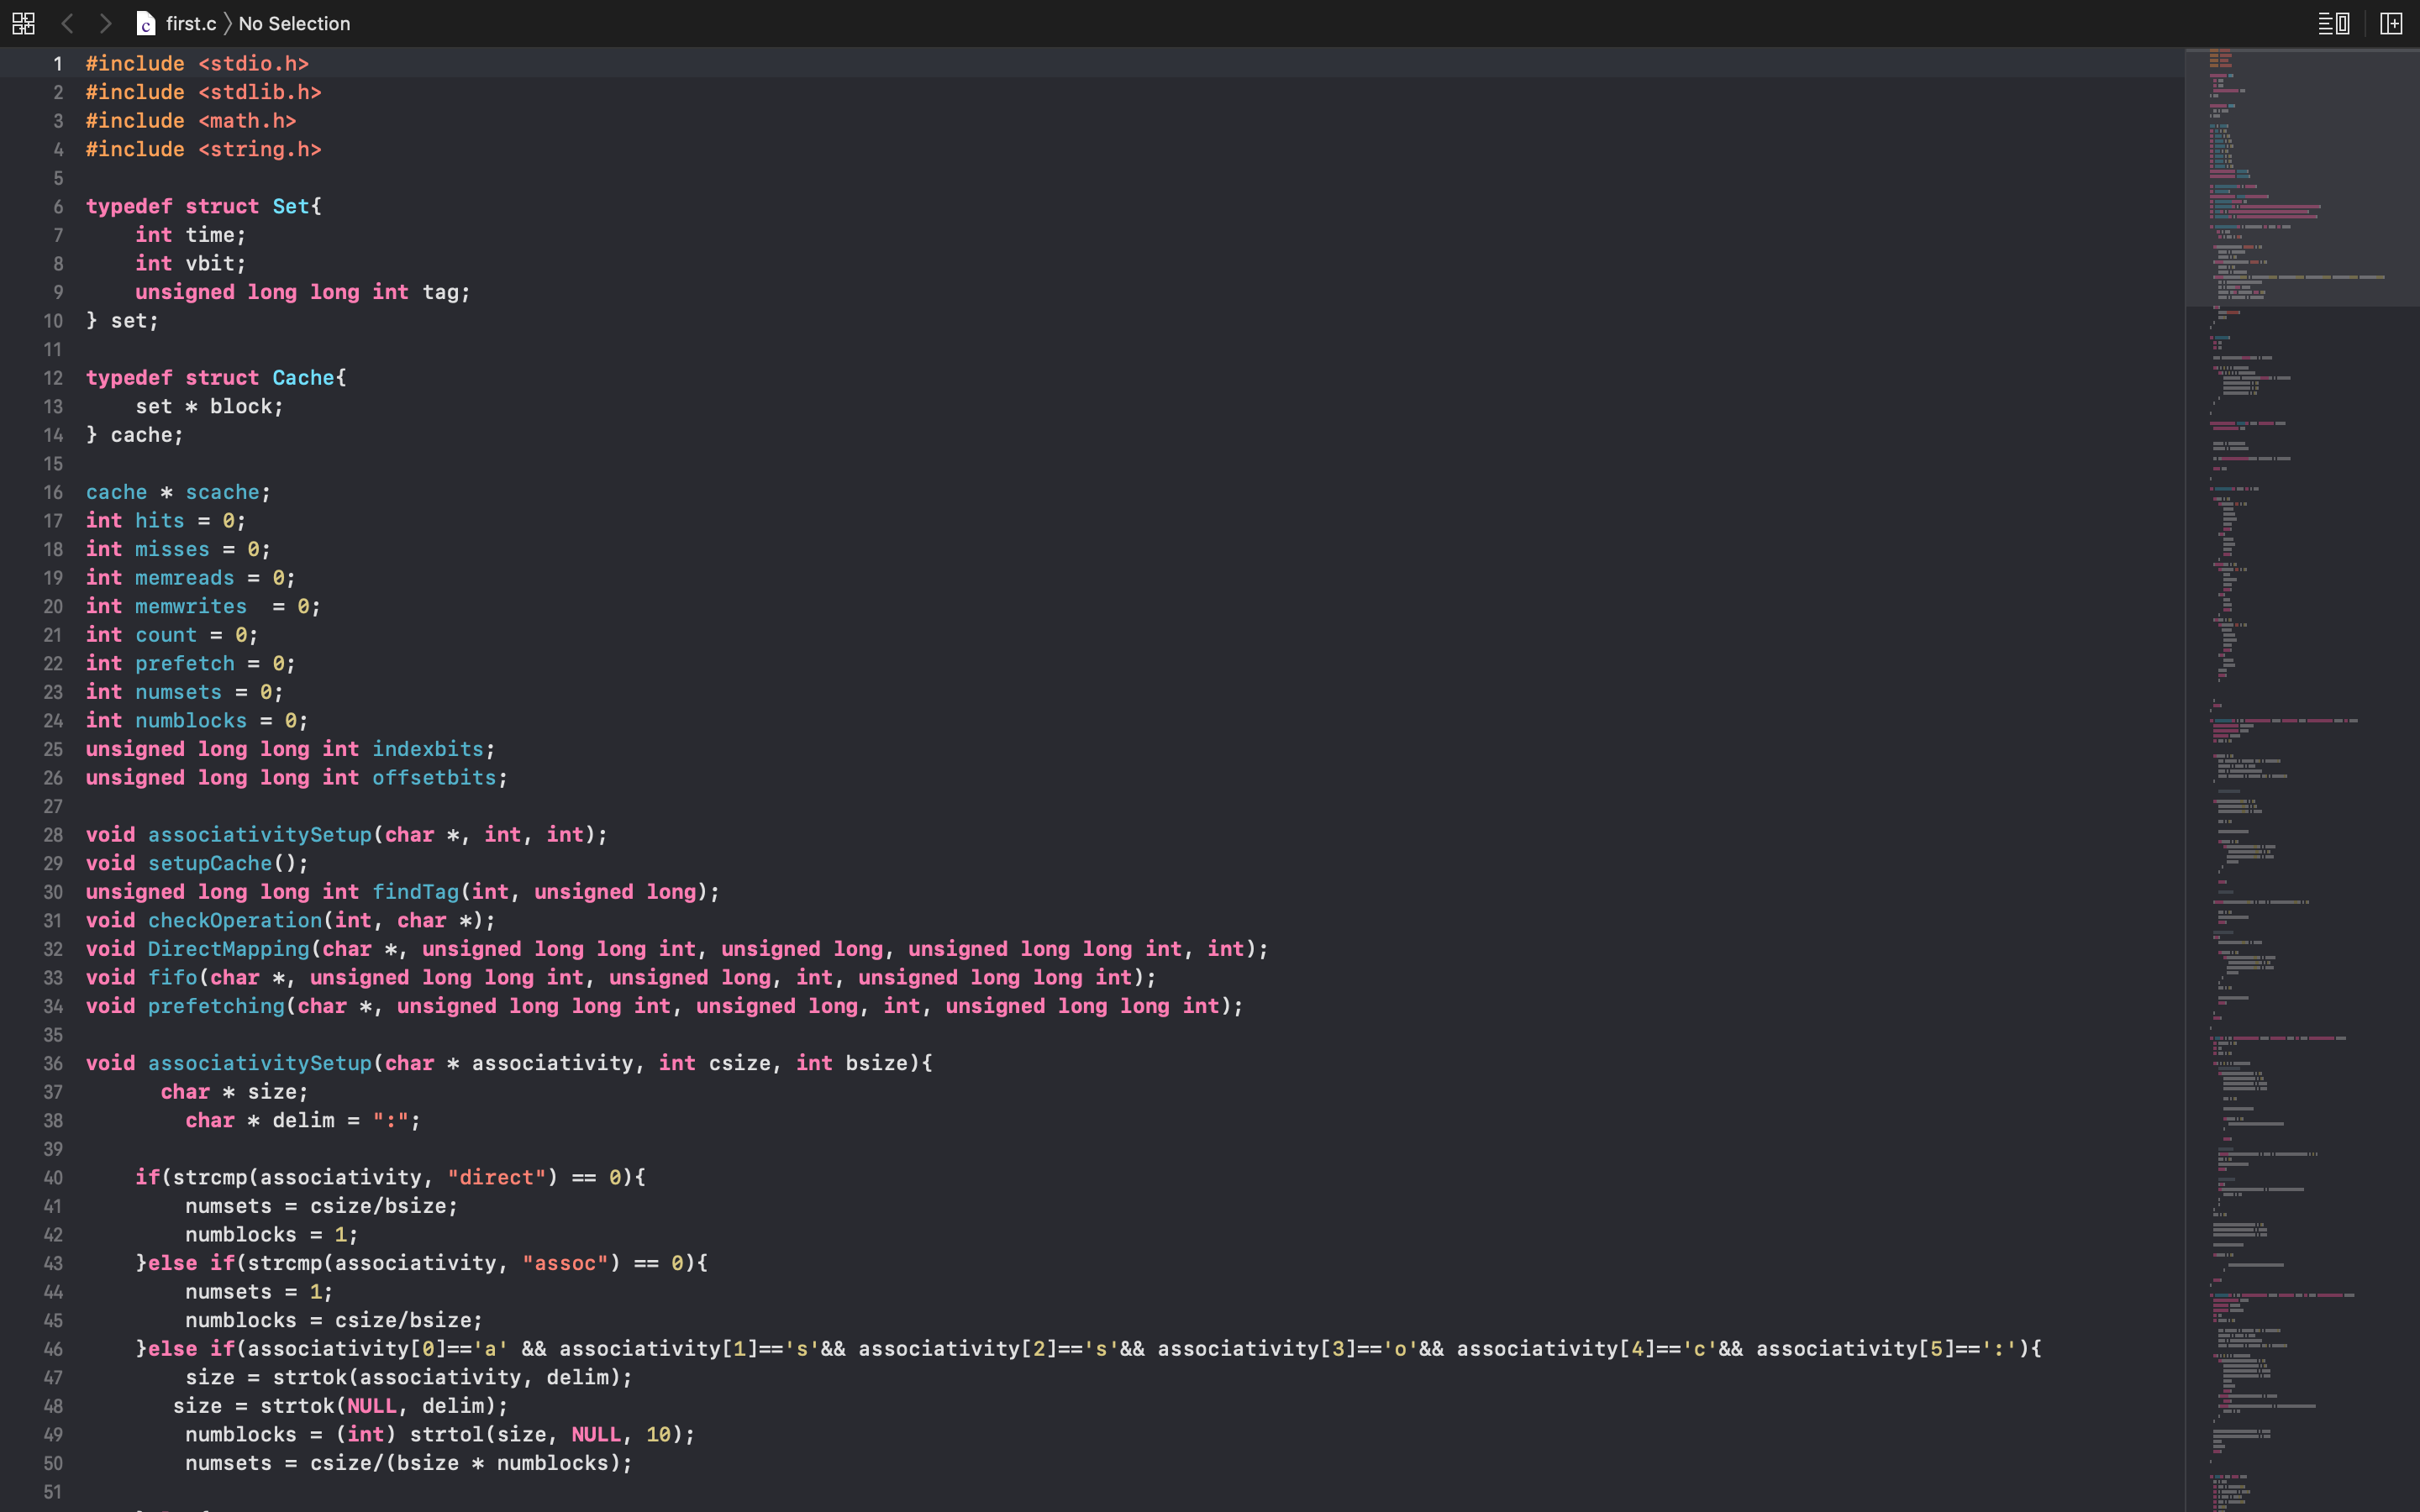 first.c 〉 No Selection
1 #include <stdio.h>
2 #include <stdlib.h>
3 #include <math.h>
4 #include <string.h>
5
6 typedef struct Set{
7     int time;
8     int vbit;
9     unsigned long long int tag;
10 } set;
11
12 typedef struct Cache{
13     set * block;
14 } cache;
15
16 cache * scache;
17 int hits = 0;
18 int misses = 0;
19 int memreads = 0;
20 int memwrites  = 0;
21 int count = 0;
22 int prefetch = 0;
23 int numsets = 0;
24 int numblocks = 0;
25 unsigned long long int indexbits;
26 unsigned long long int offsetbits;
27
28 void associativitySetup(char *, int, int);
29 void setupCache();
30 unsigned long long int findTag(int, unsigned long);
31 void checkOperation(int, char *);
32 void DirectMapping(char *, unsigned long long int, unsigned long, unsigned long long int, int);
33 void fifo(char *, unsigned long long int, unsigned long, int, unsigned long long int);
34 void prefetching(char *, unsigned long long int, unsigned long, int, unsigned long long int);
35
36 void associativitySetup(char * associativity, int csize, int bsize){
37       char * size;
38         char * delim = ":";
39
40     if(strcmp(associativity, "direct") == 0){
41         numsets = csize/bsize;
42         numblocks = 1;
43     }else if(strcmp(associativity, "assoc") == 0){
44         numsets = 1;
45         numblocks = csize/bsize;
46     }else if(associativity[0]=='a' && associativity[1]=='s'&& associativity[2]=='s'&& associativity[3]=='o'&& associativity[4]=='c'&& associativity[5]==':'){
47         size = strtok(associativity, delim);
48        size = strtok(NULL, delim);
49         numblocks = (int) strtol(size, NULL, 10);
50         numsets = csize/(bsize * numblocks);
51